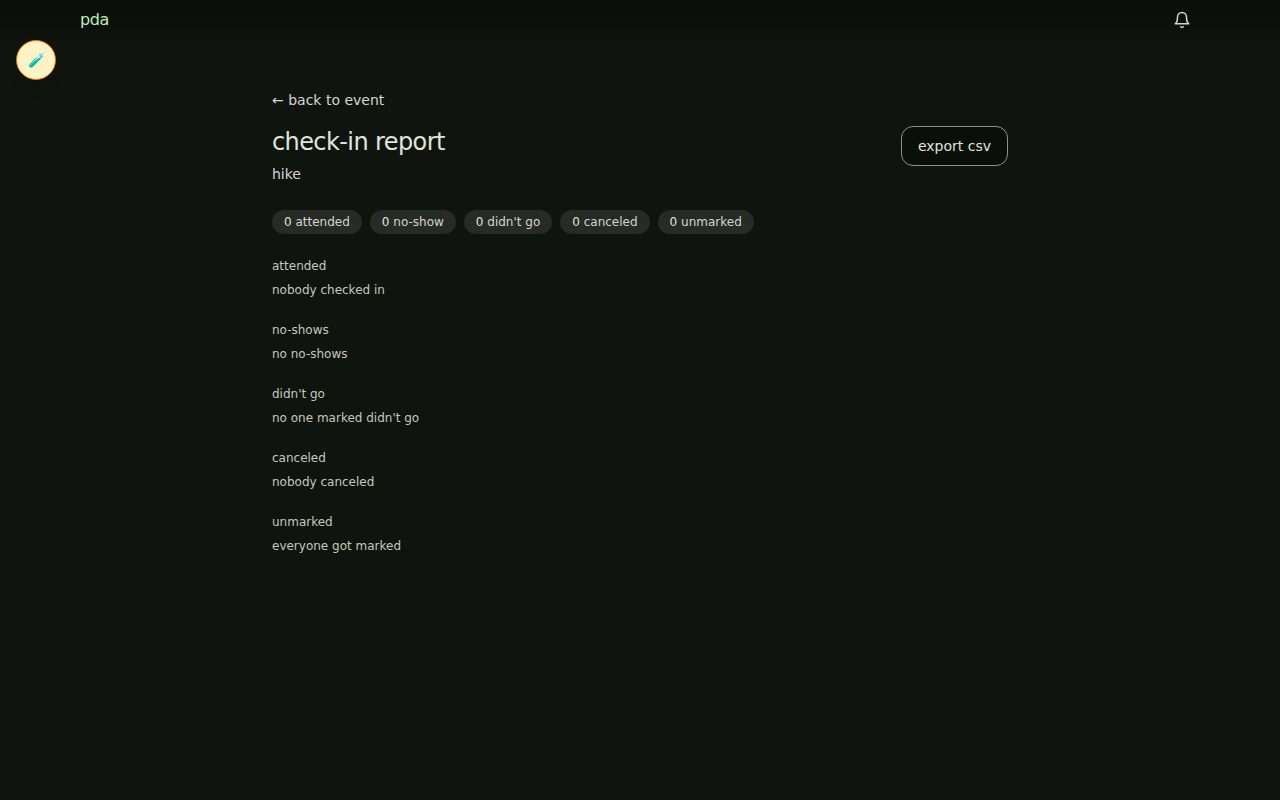 pda
← back to event
check-in report
export csv
hike
0 attended
0 no-show
0 didn't go
0 canceled
0 unmarked
attended
nobody checked in
no-shows
no no-shows
didn't go
no one marked didn't go
canceled
nobody canceled
unmarked
everyone got marked